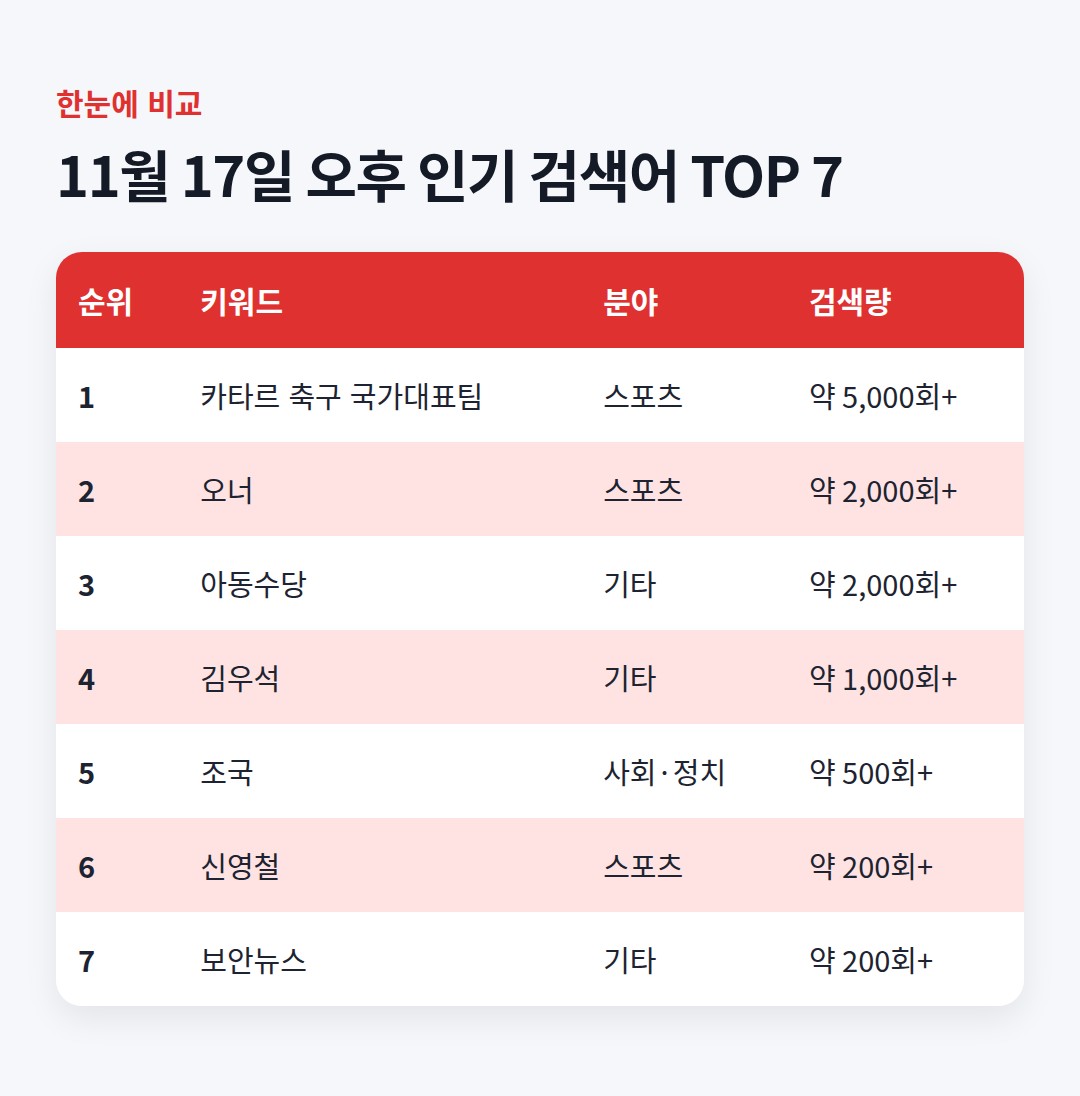 한눈에 비교
11월 17일 오후 인기 검색어 TOP 7
순위 키워드 분야 검색량
1 카타르 축구 국가대표팀 스포츠 약 5,000회+
2 오너 스포츠 약 2,000회+
3 아동수당 기타 약 2,000회+
4 김우석 기타 약 1,000회+
5 조국 사회·정치 약 500회+
6 신영철 스포츠 약 200회+
7 보안뉴스 기타 약 200회+